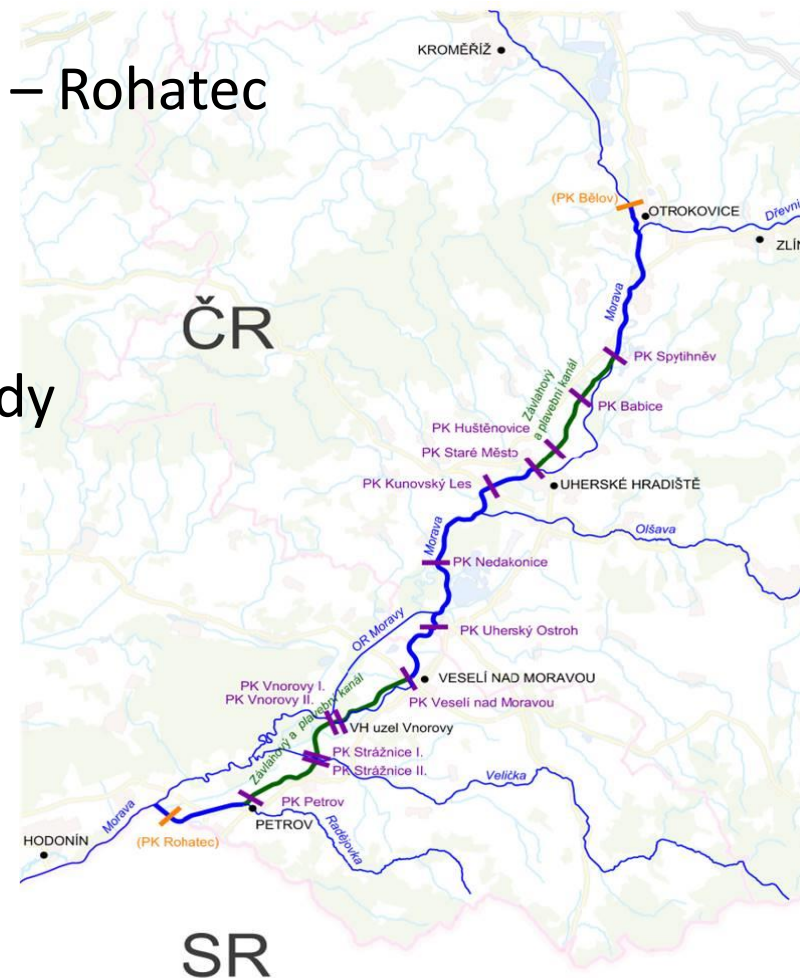 KROMĚŘÍŽ
– Rohatec
(PK Bělov)
OTROKOVICE
Dřevni
ZLÍN
ČR
Morava
PK Spytihněv
dy
Závlahový
a plavební kanál
PK Babice
PK Huštěnovice
PK Staré Město
PK Kunovský Les
UHERSKÉ HRADIŠTĚ
Morava
Olšava
PK Nedakonice
OR Moravy
PK Uherský Ostroh
VESELÍ NAD MORAVOU
PK Vnorovy I.
PK Vnorovy II.
PK Veselí nad Moravou
Závlahový a plavební kanál
VH uzel Vnorovy
PK Strážnice I.
PK Strážnice II.
Velička
Morava
PK Petrov
PETROV
Radějovka
HODONÍN
(PK Rohatec)
SR